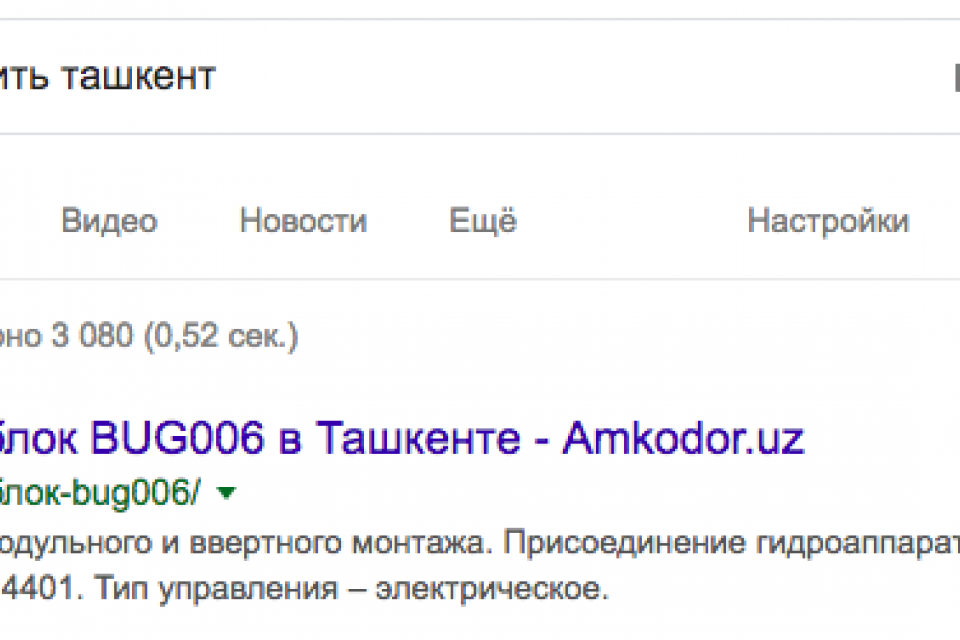 ить ташкент
Видео Новости Ещё Настройки
рно 3 080 (0,52 сек.)
блок BUG006 в Ташкенте - Amkodor.uz
блок-bug006/
одульного и ввертного монтажа. Присоединение гидроаппарат
4401. Тип управления – электрическое.